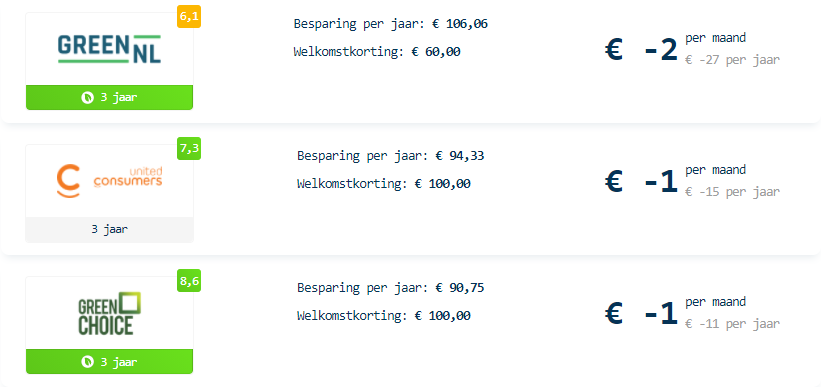 6,1
GREENNL
3 jaar
Besparing per jaar: € 106,06
Welkomstkorting: € 60,00
€ -2 per maand
€ -27 per jaar
7,3
united
consumers
3 jaar
Besparing per jaar: € 94,33
Welkomstkorting: € 100,00
€ -1 per maand
€ -15 per jaar
8,6
GREEN
CHOICE
3 jaar
Besparing per jaar: € 90,75
Welkomstkorting: € 100,00
€ -1 per maand
€ -11 per jaar